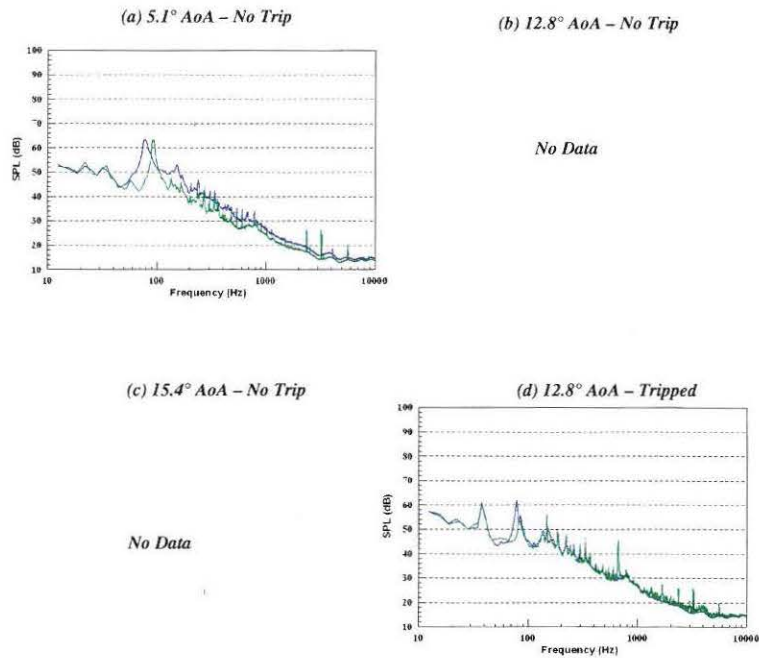 (a) 5.1° AoA – No Trip
(b) 12.8° AoA – No Trip
100
90
80
70
60
50
40
30
20
10
SPL (dB)
10
100
1000
10000
Frequency (Hz)
No Data
(c) 15.4° AoA – No Trip
(d) 12.8° AoA – Tripped
No Data
100
90
80
70
60
50
40
30
20
10
SPL (dB)
10
100
1000
10000
Frequency (Hz)